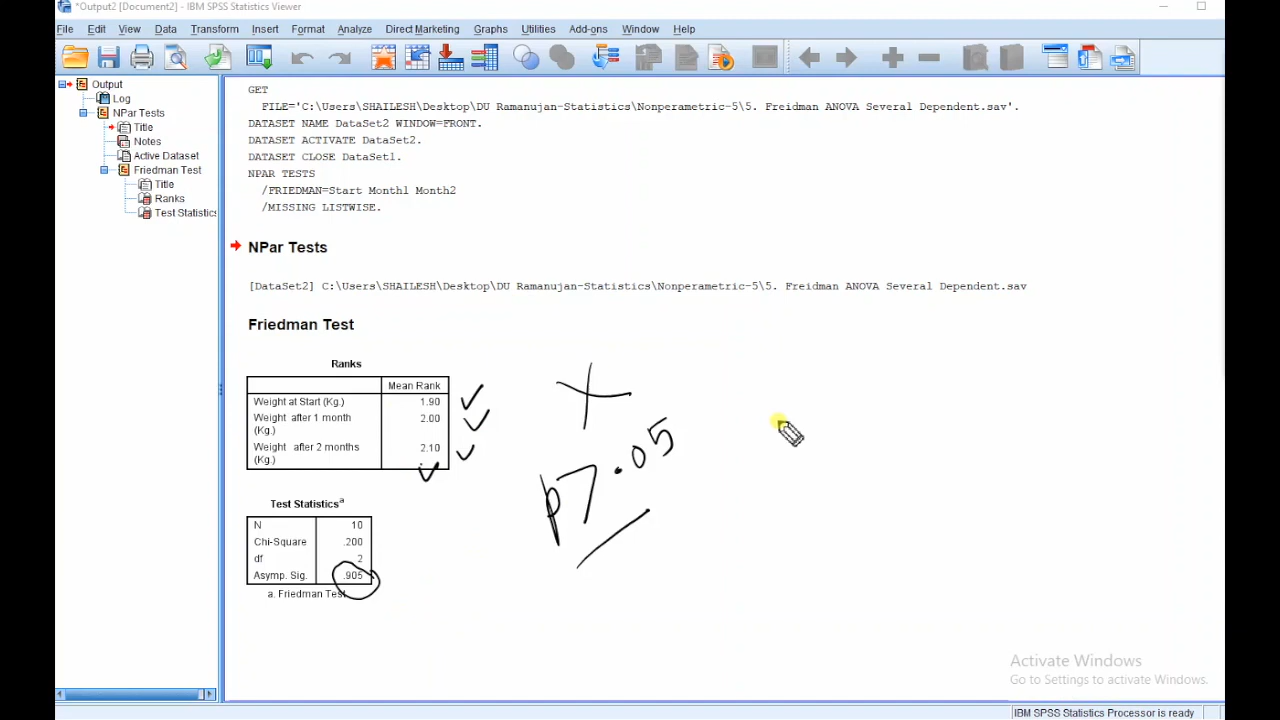 *Output2 [Document2] - IBM SPSS Statistics Viewer
File Edit View Data Transform Insert Format Analyze Direct Marketing Graphs Utilities Add-ons Window Help
Output
Log
NPar Tests
Title
Notes
Active Dataset
Friedman Test
Title
Ranks
Test Statistics
GET
FILE='C:\Users\SHAILESH\Desktop\DU Ramanujan-Statistics\Nonperametric-5\5. Freidman ANOVA Several Dependent.sav'.
DATASET NAME DataSet2 WINDOW=FRONT.
DATASET ACTIVATE DataSet2.
DATASET CLOSE DataSet1.
NPAR TESTS
/FRIEDMAN=Start Month1 Month2
/MISSING LISTWISE.
NPar Tests
[DataSet2] C:\Users\SHAILESH\Desktop\DU Ramanujan-Statistics\Nonperametric-5\5. Freidman ANOVA Several Dependent.sav
Friedman Test
Ranks
Mean Rank
Weight at Start (Kg.) 1.90
Weight after 1 month (Kg.) 2.00
Weight after 2 months (Kg.) 2.10
X
p>.05
Test Statisticsa
N 10
Chi-Square .200
df 2
Asymp. Sig. .905
a. Friedman Test
Activate Windows
Go to Settings to activate Windows.
IBM SPSS Statistics Processor is ready